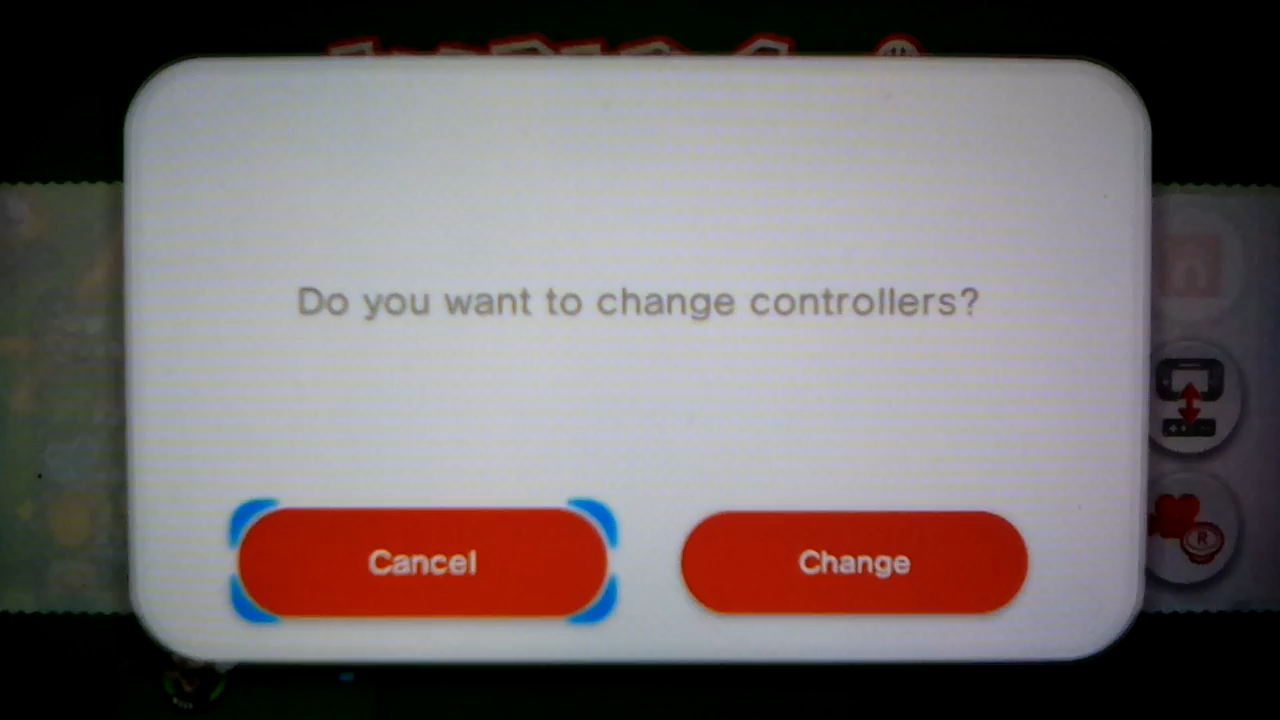 Do you want to change controllers?
Cancel
Change
R